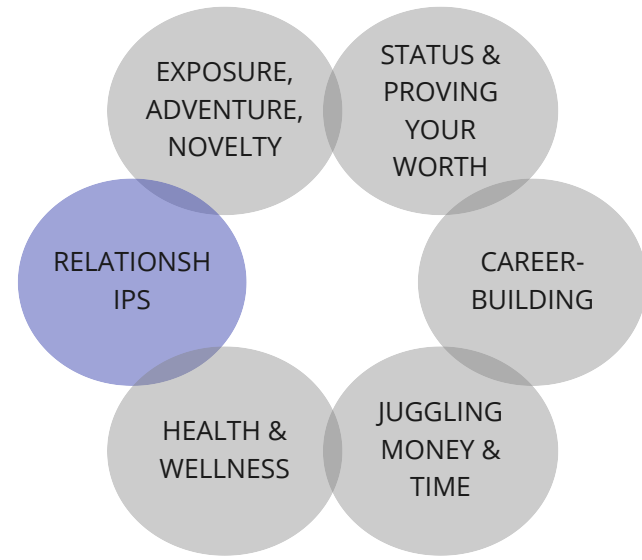 EXPOSURE,
ADVENTURE,
NOVELTY
STATUS &
PROVING
YOUR
WORTH
RELATIONSH
IPS
CAREER-
BUILDING
HEALTH &
WELLNESS
JUGGLING
MONEY &
TIME